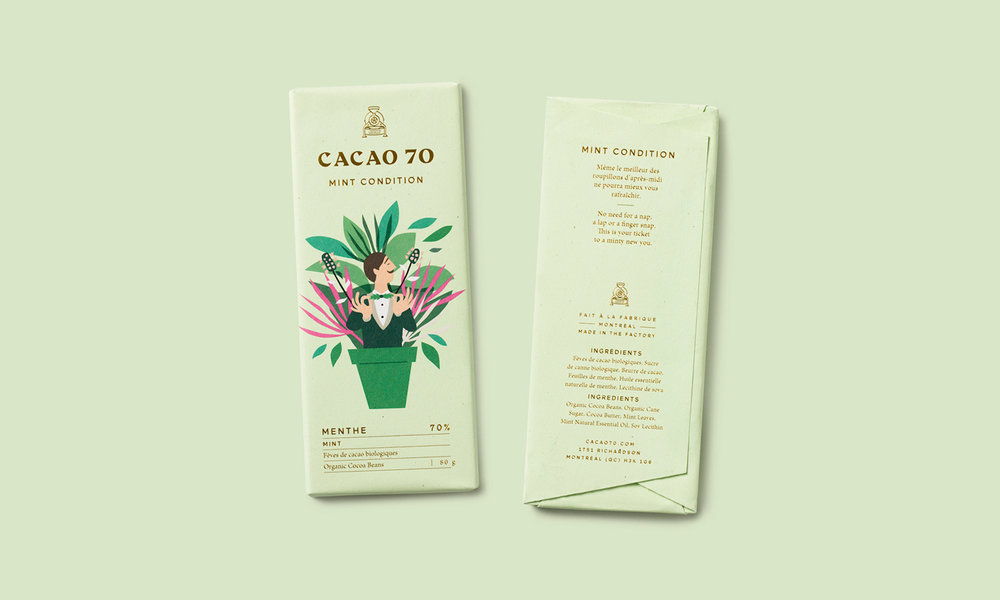 CACAO 70
MINT CONDITION
MENTHE 70%
MINT
Fèves de cacao biologiques
Organic Cocoa Beans | 80 g
MINT CONDITION
Même le meilleur des
roupillons d'après-midi
ne pourra mieux vous
rafraîchir.
No need for a nap,
a lap or a finger snap.
This is your ticket
to a minty new you.
FAIT À LA FABRIQUE
MONTRÉAL
MADE IN THE FACTORY
INGRÉDIENTS
Fèves de cacao biologiques, Sucre
de canne biologique, Beurre de cacao,
Feuilles de menthe, Huile essentielle
naturelle de menthe, Lécithine de soya
INGREDIENTS
Organic Cocoa Beans, Organic Cane
Sugar, Cocoa Butter, Mint Leaves,
Mint Natural Essential Oil, Soy Lecithin
CACAO70.COM
1751 RICHARDSON
MONTRÉAL (QC) H3K 1G6